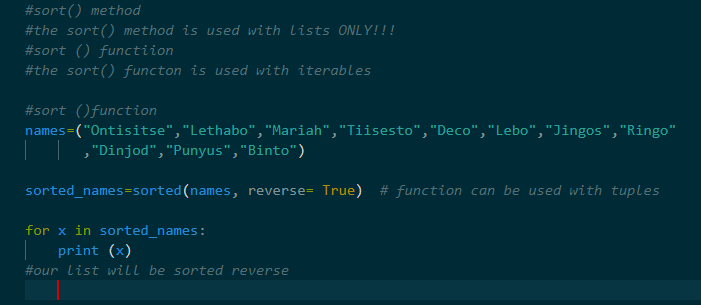 #sort() method
#the sort() method is used with lists ONLY!!!
#sort () functiion
#the sort() functon is used with iterables
#sort ()function
names=("Ontisitse","Lethabo","Mariah","Tiisesto","Deco","Lebo","Jingos","Ringo"
,"Dinjod","Punyus","Binto")
sorted_names=sorted(names, reverse= True)  # function can be used with tuples
for x in sorted_names:
print (x)
#our list will be sorted reverse